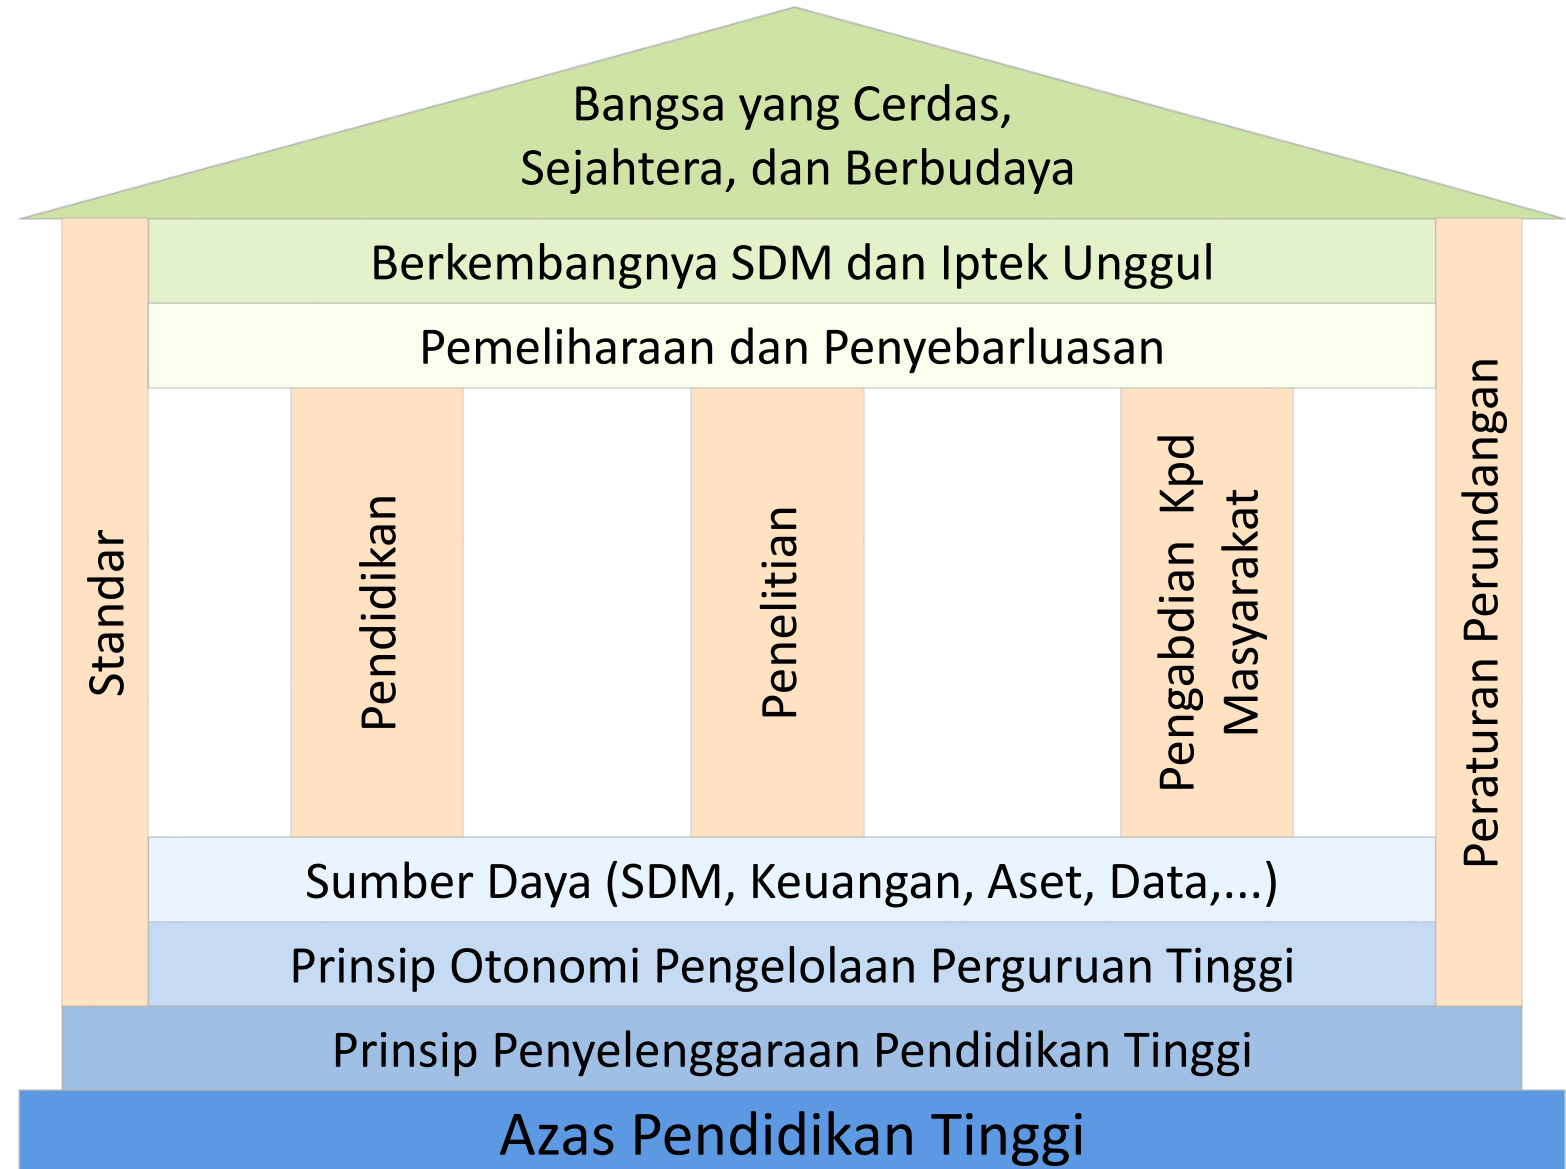 Bangsa yang Cerdas,
Sejahtera, dan Berbudaya
Berkembangnya SDM dan Iptek Unggul
Pemeliharaan dan Penyebarluasan
Standar
Pendidikan
Penelitian
Pengabdian Kpd
Masyarakat
Peraturan Perundangan
Sumber Daya (SDM, Keuangan, Aset, Data,...)
Prinsip Otonomi Pengelolaan Perguruan Tinggi
Prinsip Penyelenggaraan Pendidikan Tinggi
Azas Pendidikan Tinggi